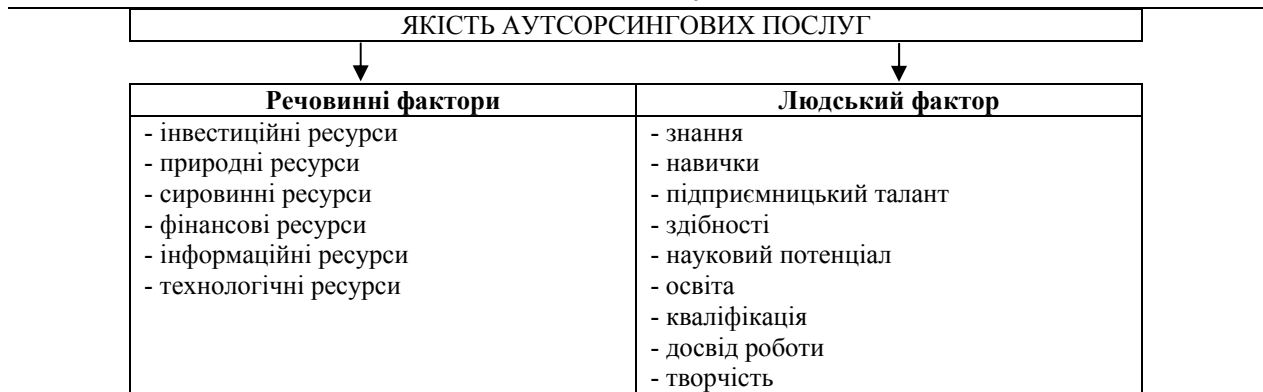 ЯКІСТЬ АУТСОРСИНГОВИХ ПОСЛУГ
Речовинні фактори
- інвестиційні ресурси
- природні ресурси
- сировинні ресурси
- фінансові ресурси
- інформаційні ресурси
- технологічні ресурси
Людський фактор
- знання
- навички
- підприємницький талант
- здібності
- науковий потенціал
- освіта
- кваліфікація
- досвід роботи
- творчість